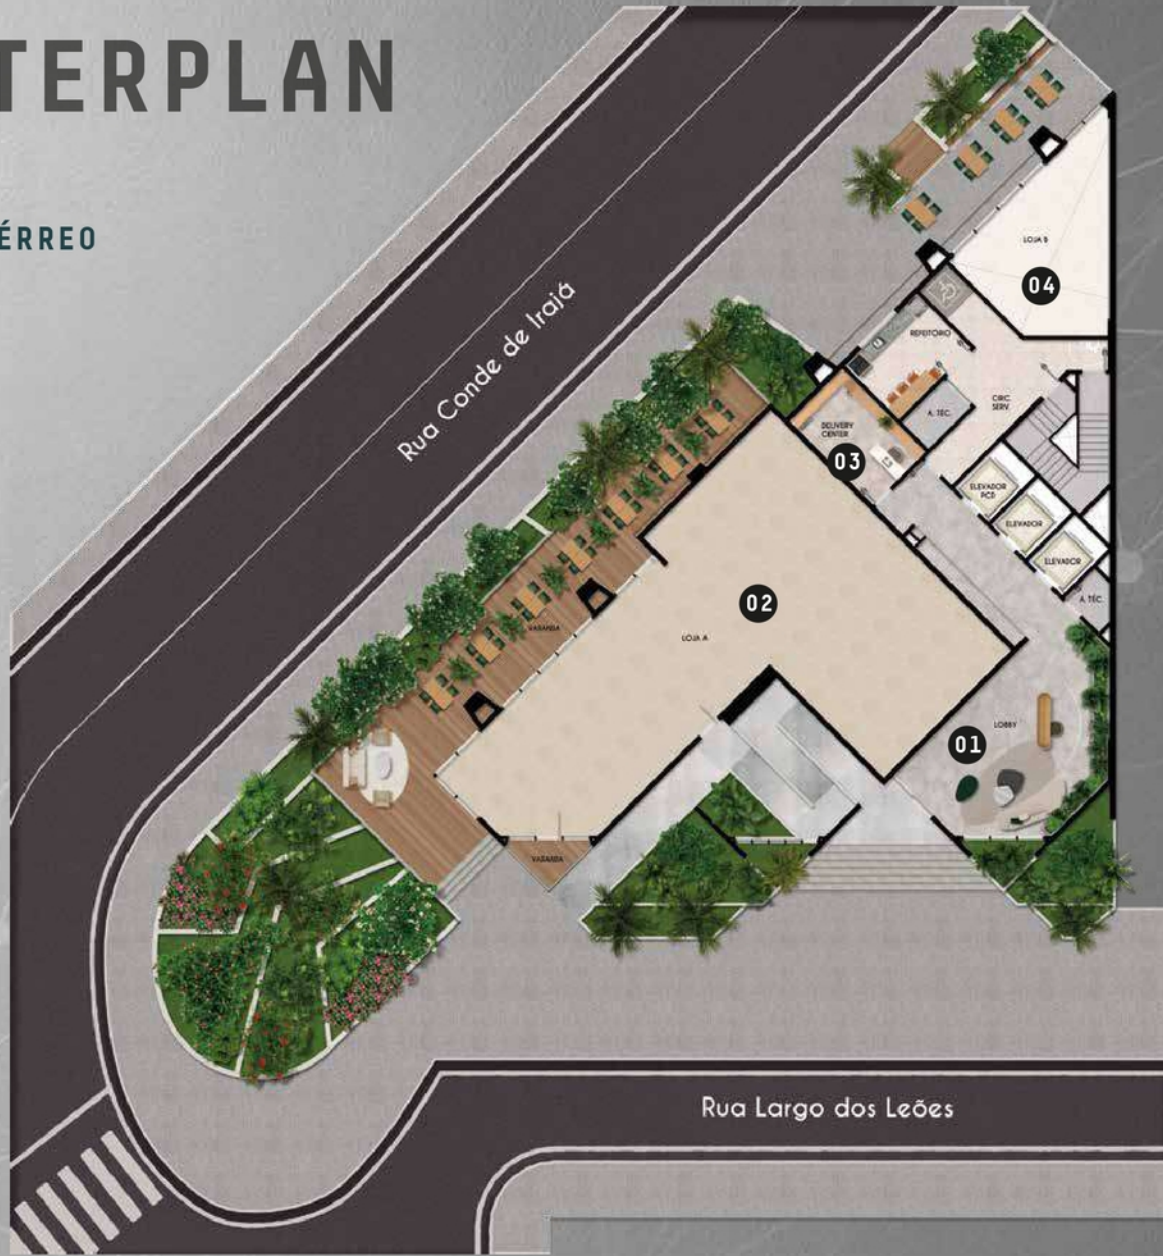 TERPLAN
ÉRREO
Rua Conde de Irajá
LOJA B
04
REFEITÓRIO
CIRC.
SERV.
A. TÉC.
DELIVERY
CENTER
03
ELEVADOR
PCD
ELEVADOR
ELEVADOR
A. TÉC.
02
LOJA A
VARANDA
LOBBY
01
VARANDA
Rua Largo dos Leões